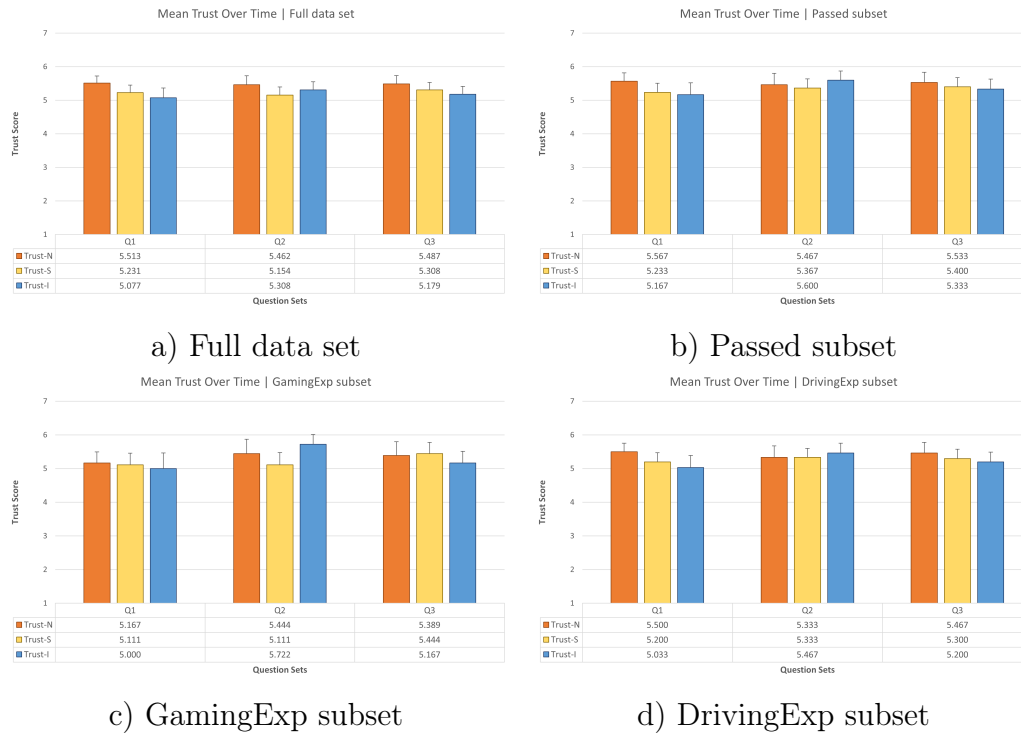 Mean Trust Over Time | Full data set
7
6
5
4
3
2
1
Trust Score
Q1 Q2 Q3
Trust-N 5.513 5.462 5.487
Trust-S 5.231 5.154 5.308
Trust-I 5.077 5.308 5.179
Question Sets
a) Full data set
Mean Trust Over Time | Passed subset
7
6
5
4
3
2
1
Trust Score
Q1 Q2 Q3
Trust-N 5.567 5.467 5.533
Trust-S 5.233 5.367 5.400
Trust-I 5.167 5.600 5.333
Question Sets
b) Passed subset
Mean Trust Over Time | GamingExp subset
7
6
5
4
3
2
1
Trust Score
Q1 Q2 Q3
Trust-N 5.167 5.444 5.389
Trust-S 5.111 5.111 5.444
Trust-I 5.000 5.722 5.167
Question Sets
c) GamingExp subset
Mean Trust Over Time | DrivingExp subset
7
6
5
4
3
2
1
Trust Score
Q1 Q2 Q3
Trust-N 5.500 5.333 5.467
Trust-S 5.200 5.333 5.300
Trust-I 5.033 5.467 5.200
Question Sets
d) DrivingExp subset